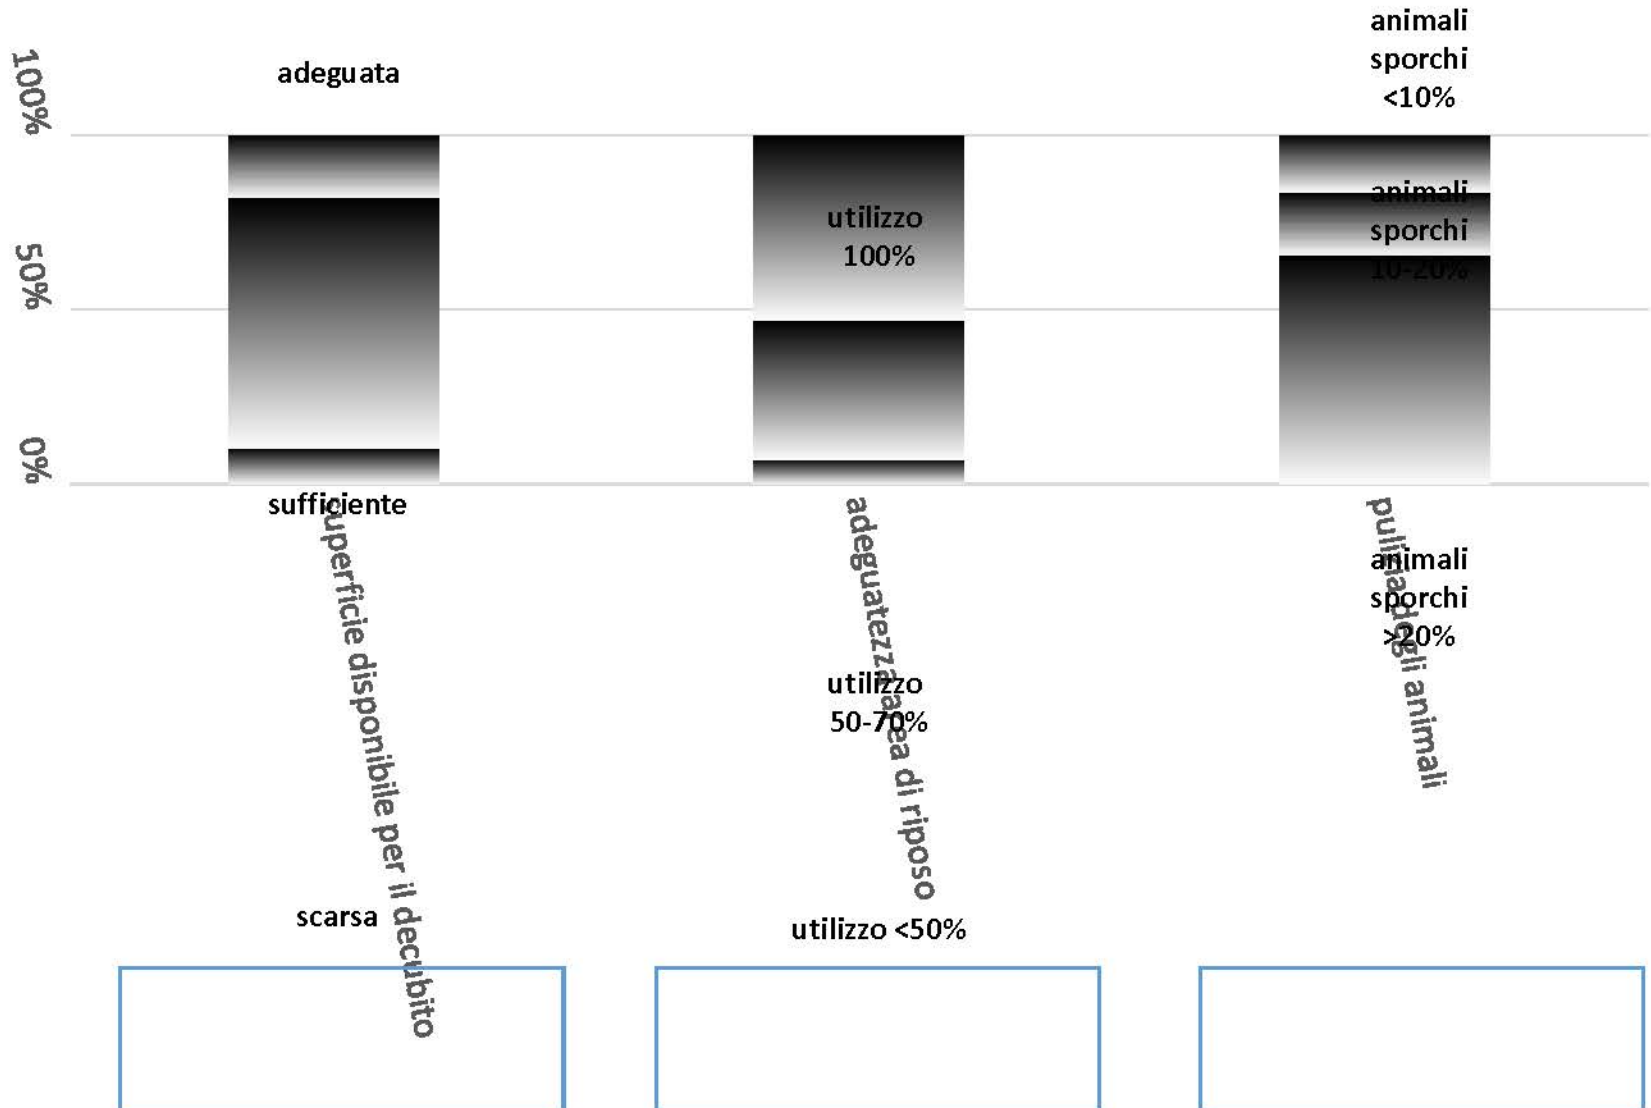 100%
50%
0%
adeguata
sufficiente
scarsa
superficie disponibile per il decubito
utilizzo
100%
utilizzo
50-70%
utilizzo <50%
adeguatezza area di riposo
animali
sporchi
<10%
animali
sporchi
10-20%
animali
sporchi
>20%
pulizia degli animali